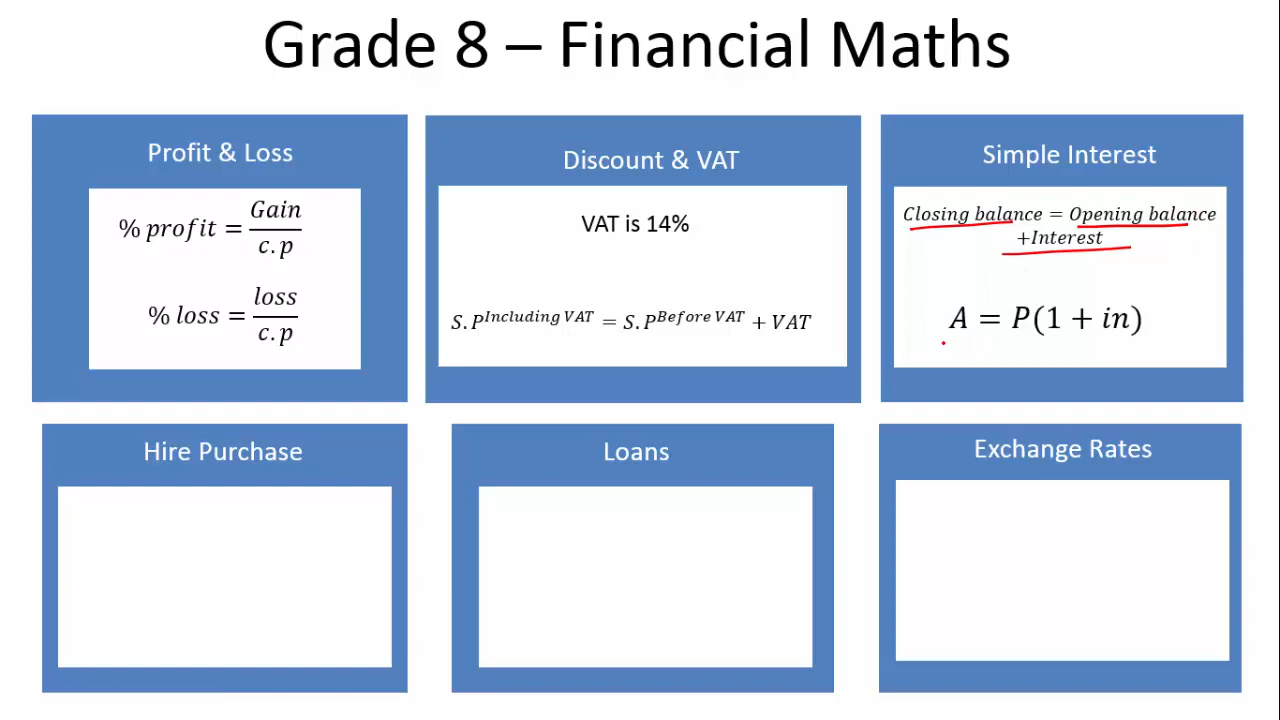 Grade 8 – Financial Maths
Profit & Loss
% profit = Gain / c.p
% loss = loss / c.p
Discount & VAT
VAT is 14%
S.P^Including VAT = S.P^Before VAT + VAT
Simple Interest
Closing balance = Opening balance
+Interest
A = P(1 + in)
Hire Purchase
Loans
Exchange Rates